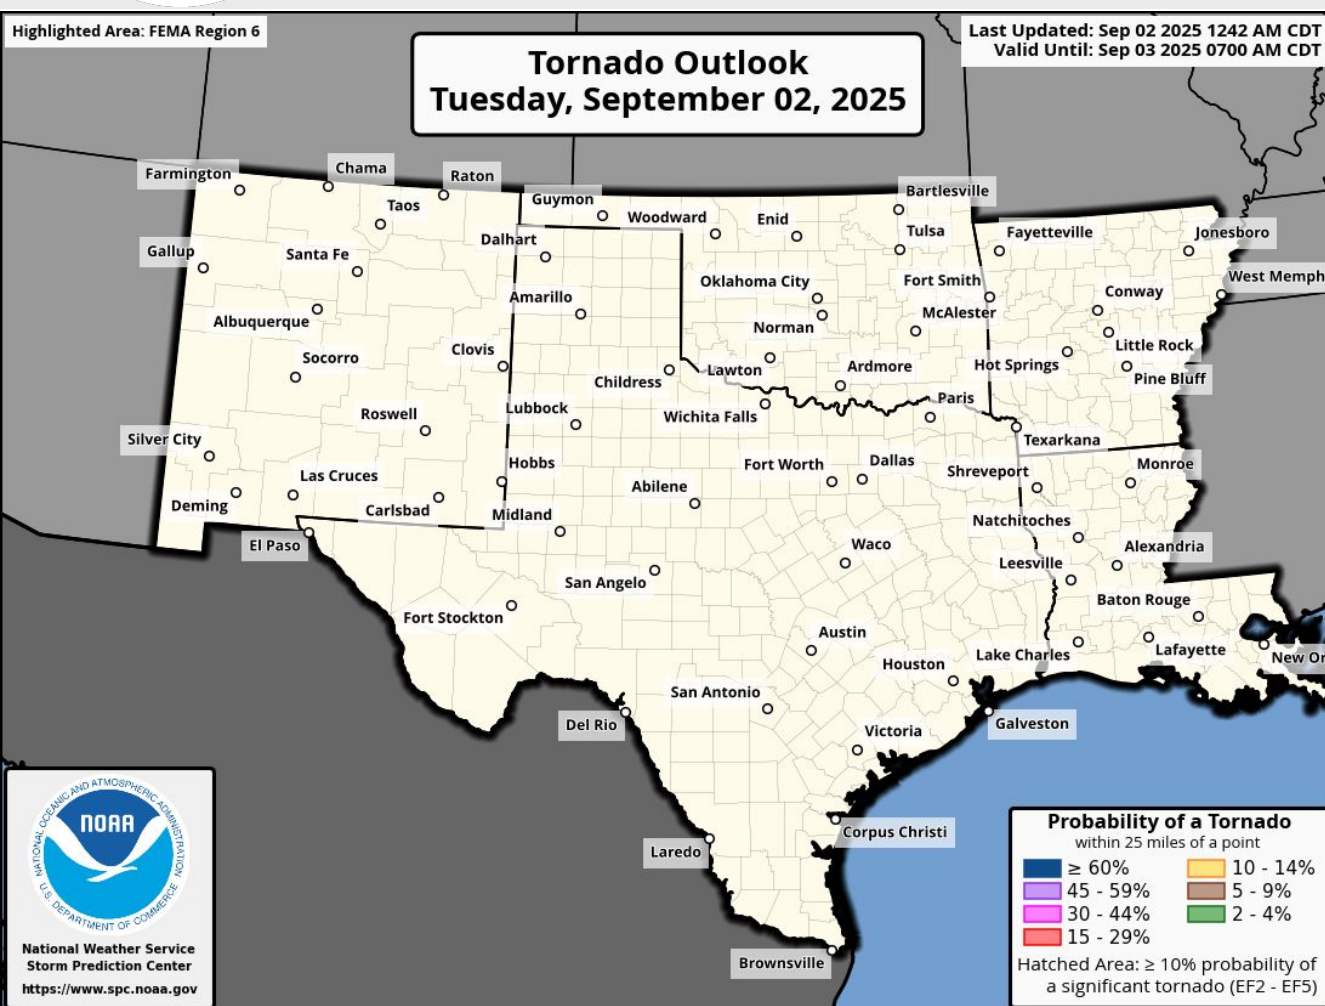 Highlighted Area: FEMA Region 6
Last Updated: Sep 02 2025 1242 AM CDT
Valid Until: Sep 03 2025 0700 AM CDT
Tornado Outlook
Tuesday, September 02, 2025
Farmington
Chama
Raton
Taos
Guymon
Woodward
Enid
Bartlesville
Tulsa
Fayetteville
Jonesboro
Gallup
Santa Fe
Dalhart
Oklahoma City
Fort Smith
West Memph
Amarillo
Conway
Albuquerque
Norman
McAlester
Little Rock
Socorro
Clovis
Childress
Lawton
Ardmore
Hot Springs
Pine Bluff
Roswell
Lubbock
Wichita Falls
Paris
Silver City
Texarkana
Las Cruces
Hobbs
Fort Worth
Dallas
Shreveport
Monroe
Deming
Carlsbad
Abilene
Midland
Natchitoches
El Paso
Waco
Alexandria
San Angelo
Leesville
Fort Stockton
Baton Rouge
Austin
Lake Charles
Lafayette
New Or
Houston
San Antonio
Del Rio
Victoria
Galveston
Corpus Christi
Laredo
Brownsville
NATIONAL OCEANIC AND ATMOSPHERIC ADMINISTRATION
NOAA
U.S. DEPARTMENT OF COMMERCE
National Weather Service
Storm Prediction Center
https://www.spc.noaa.gov
Probability of a Tornado
within 25 miles of a point
≥ 60%
45 - 59%
30 - 44%
15 - 29%
10 - 14%
5 - 9%
2 - 4%
Hatched Area: ≥ 10% probability of
a significant tornado (EF2 - EF5)